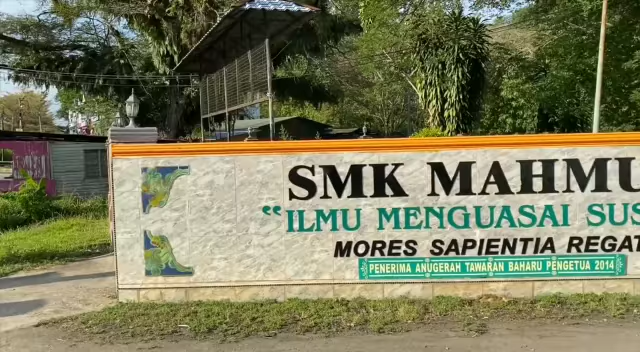 SMK MAHMU
“ILMU MENGUASAI SUS
MORES SAPIENTIA REGAT
PENERIMA ANUGERAH TAWARAN BAHARU PENGETUA 2014